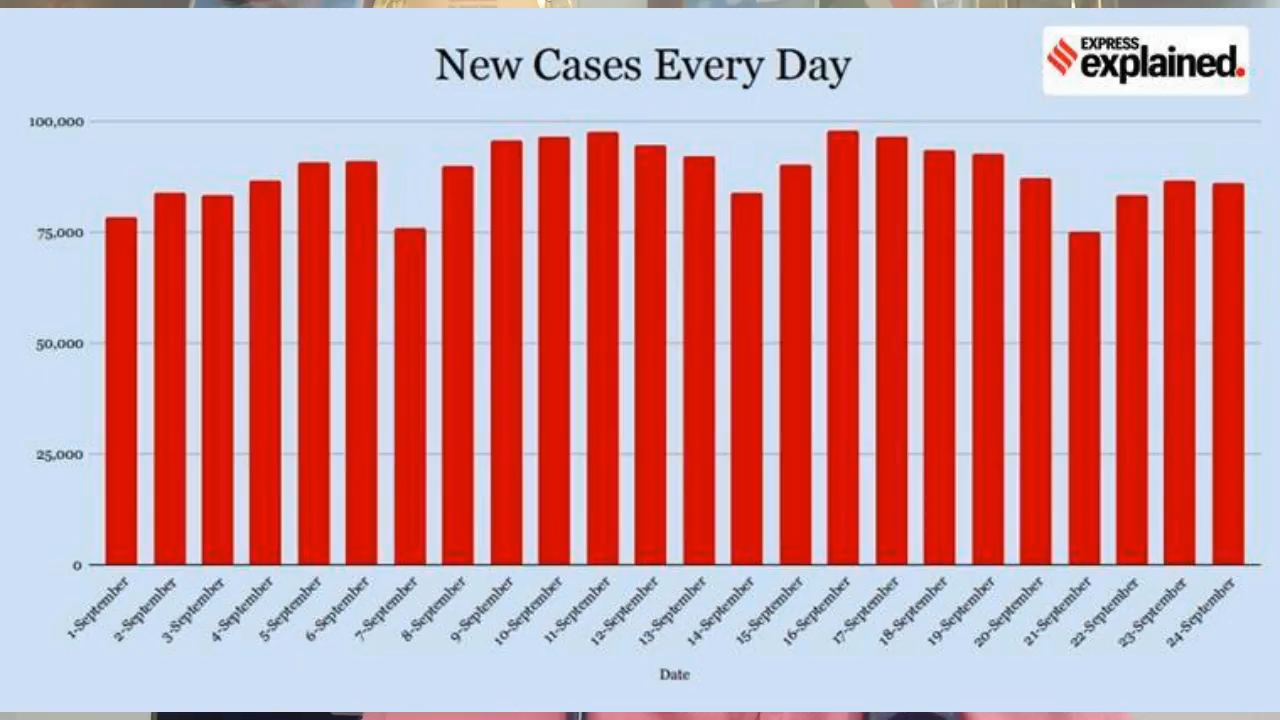 New Cases Every Day
EXPRESS
explained.
100,000
75,000
50,000
25,000
0
1-September
2-September
3-September
4-September
5-September
6-September
7-September
8-September
9-September
10-September
11-September
12-September
13-September
14-September
15-September
16-September
17-September
18-September
19-September
20-September
21-September
22-September
23-September
24-September
Date